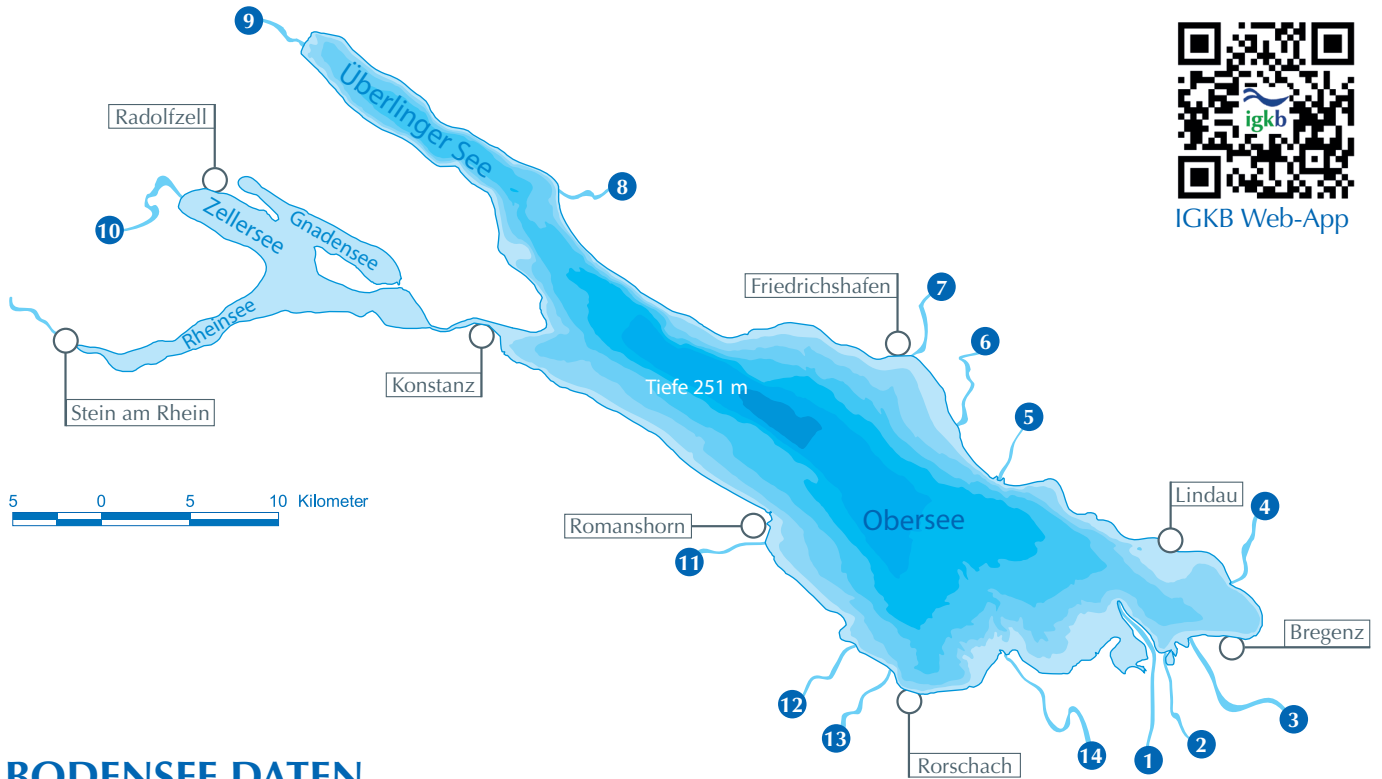 9
Überlinger See
Radolfzell
igkb
IGKB Web-App
8
10
Zellersee
Gnadensee
Friedrichshafen
7
6
Rheinsee
Konstanz
Tiefe 251 m
Stein am Rhein
5
5 0 5 10 Kilometer
Romanshorn
11
Obersee
Lindau
4
Bregenz
12
13
Rorschach
14
1
2
3
BODENSEE DATEN